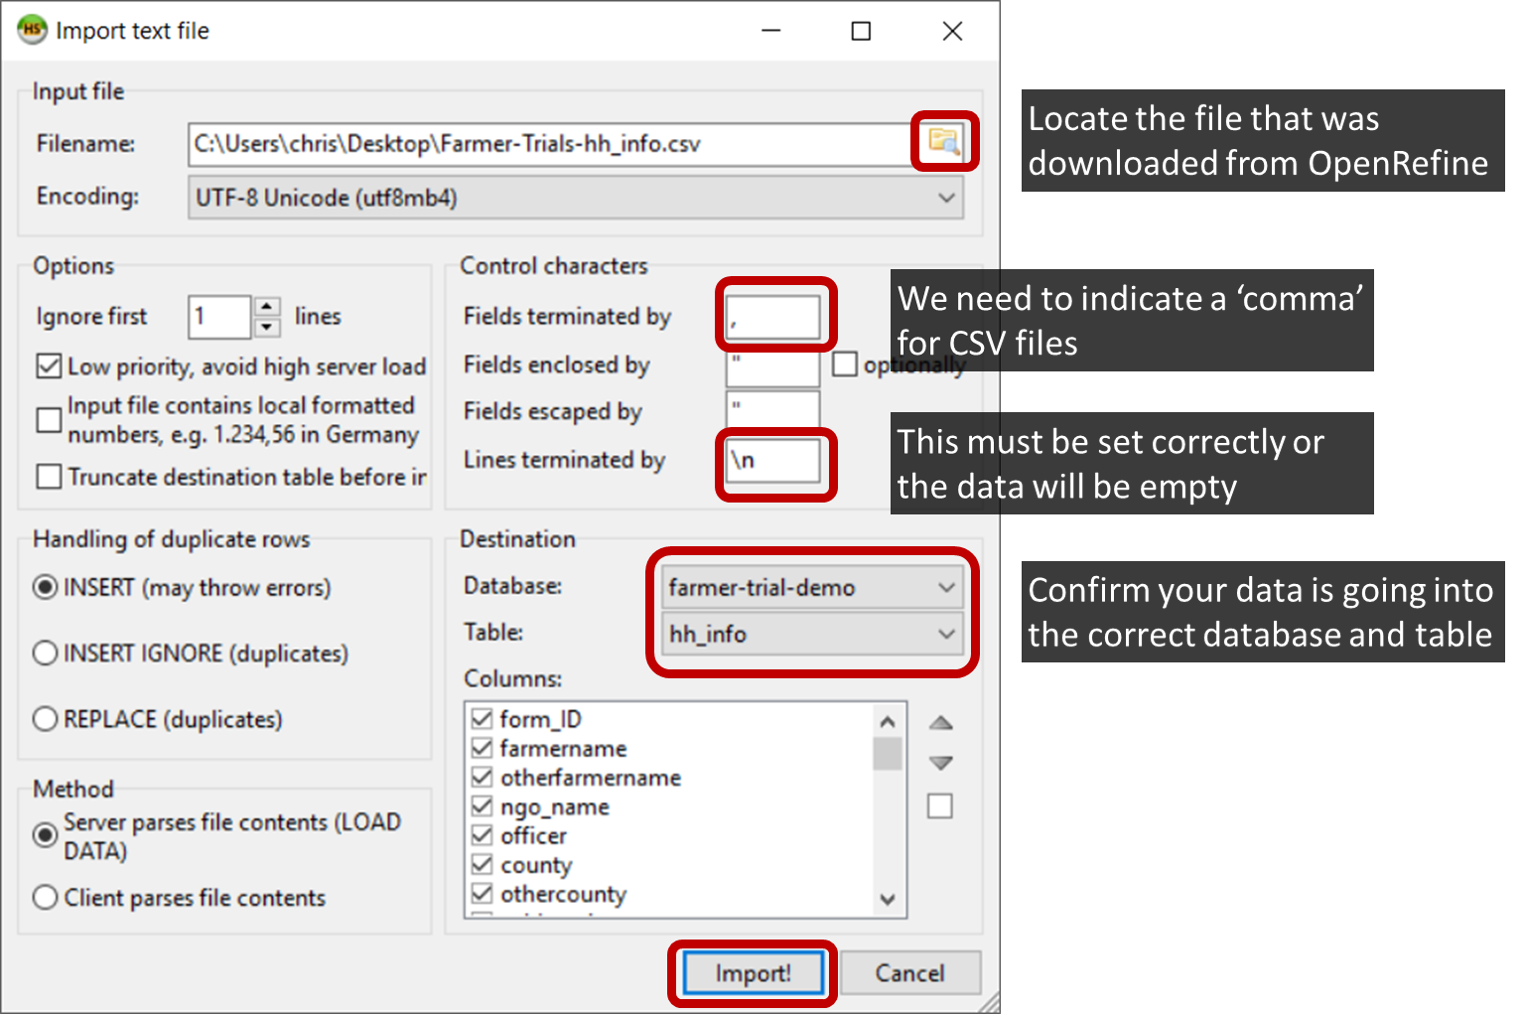 HS Import text file
Input file
Filename: C:\Users\chris\Desktop\Farmer-Trials-hh_info.csv
Locate the file that was
downloaded from OpenRefine
Encoding: UTF-8 Unicode (utf8mb4)
Options
Ignore first 1 lines
Low priority, avoid high server load
Input file contains local formatted
numbers, e.g. 1.234,56 in Germany
Truncate destination table before ir
Control characters
Fields terminated by ,
We need to indicate a ‘comma’
for CSV files
Fields enclosed by " optionally
Fields escaped by "
Lines terminated by \n
This must be set correctly or
the data will be empty
Handling of duplicate rows
INSERT (may throw errors)
INSERT IGNORE (duplicates)
REPLACE (duplicates)
Method
Server parses file contents (LOAD
DATA)
Client parses file contents
Destination
Database: farmer-trial-demo
Table: hh_info
Confirm your data is going into
the correct database and table
Columns:
form_ID
farmername
otherfarmername
ngo_name
officer
county
othercounty
Import!
Cancel